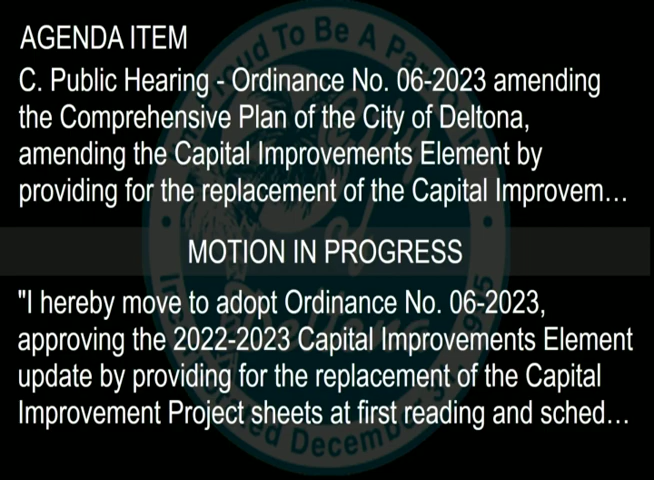 AGENDA ITEM
C. Public Hearing - Ordinance No. 06-2023 amending
the Comprehensive Plan of the City of Deltona,
amending the Capital Improvements Element by
providing for the replacement of the Capital Improvem...
MOTION IN PROGRESS
"I hereby move to adopt Ordinance No. 06-2023,
approving the 2022-2023 Capital Improvements Element
update by providing for the replacement of the Capital
Improvement Project sheets at first reading and sched...